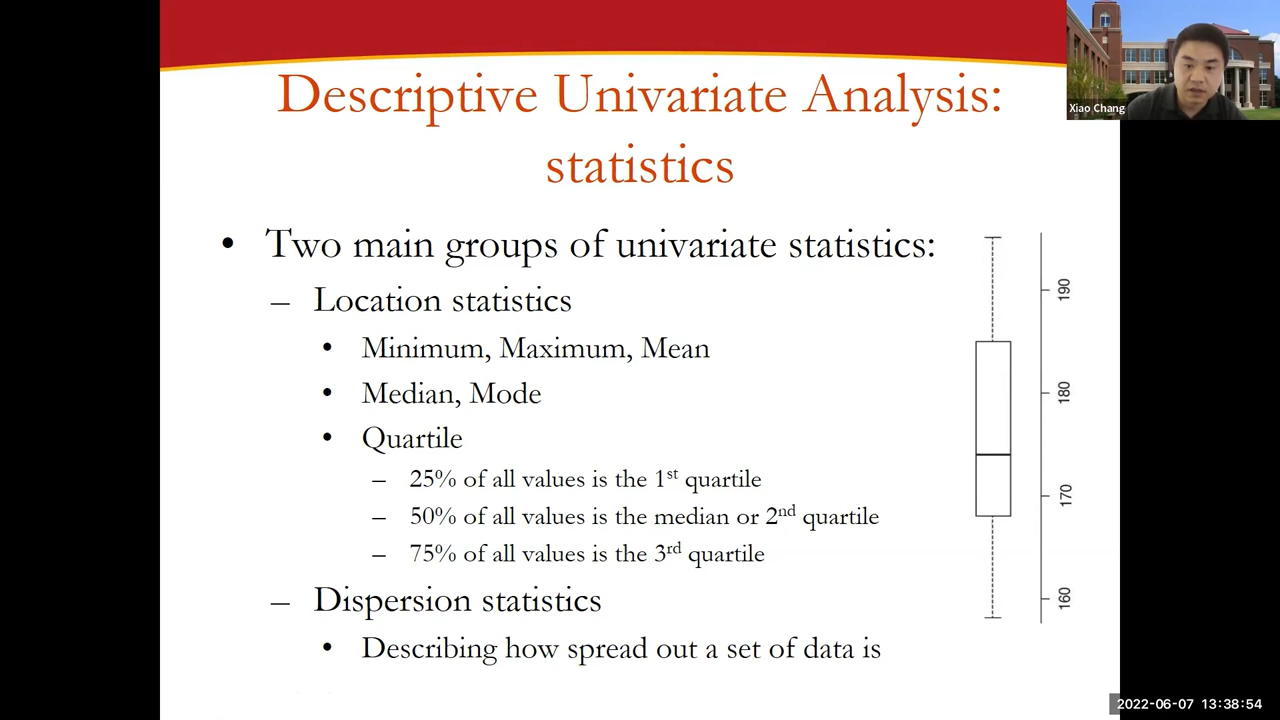 Descriptive Univariate Analysis:
statistics
• Two main groups of univariate statistics:
– Location statistics
• Minimum, Maximum, Mean
• Median, Mode
• Quartile
– 25% of all values is the 1st quartile
– 50% of all values is the median or 2nd quartile
– 75% of all values is the 3rd quartile
– Dispersion statistics
• Describing how spread out a set of data is
190
180
170
160
Xiao Chang
2022-06-07 13:38:54